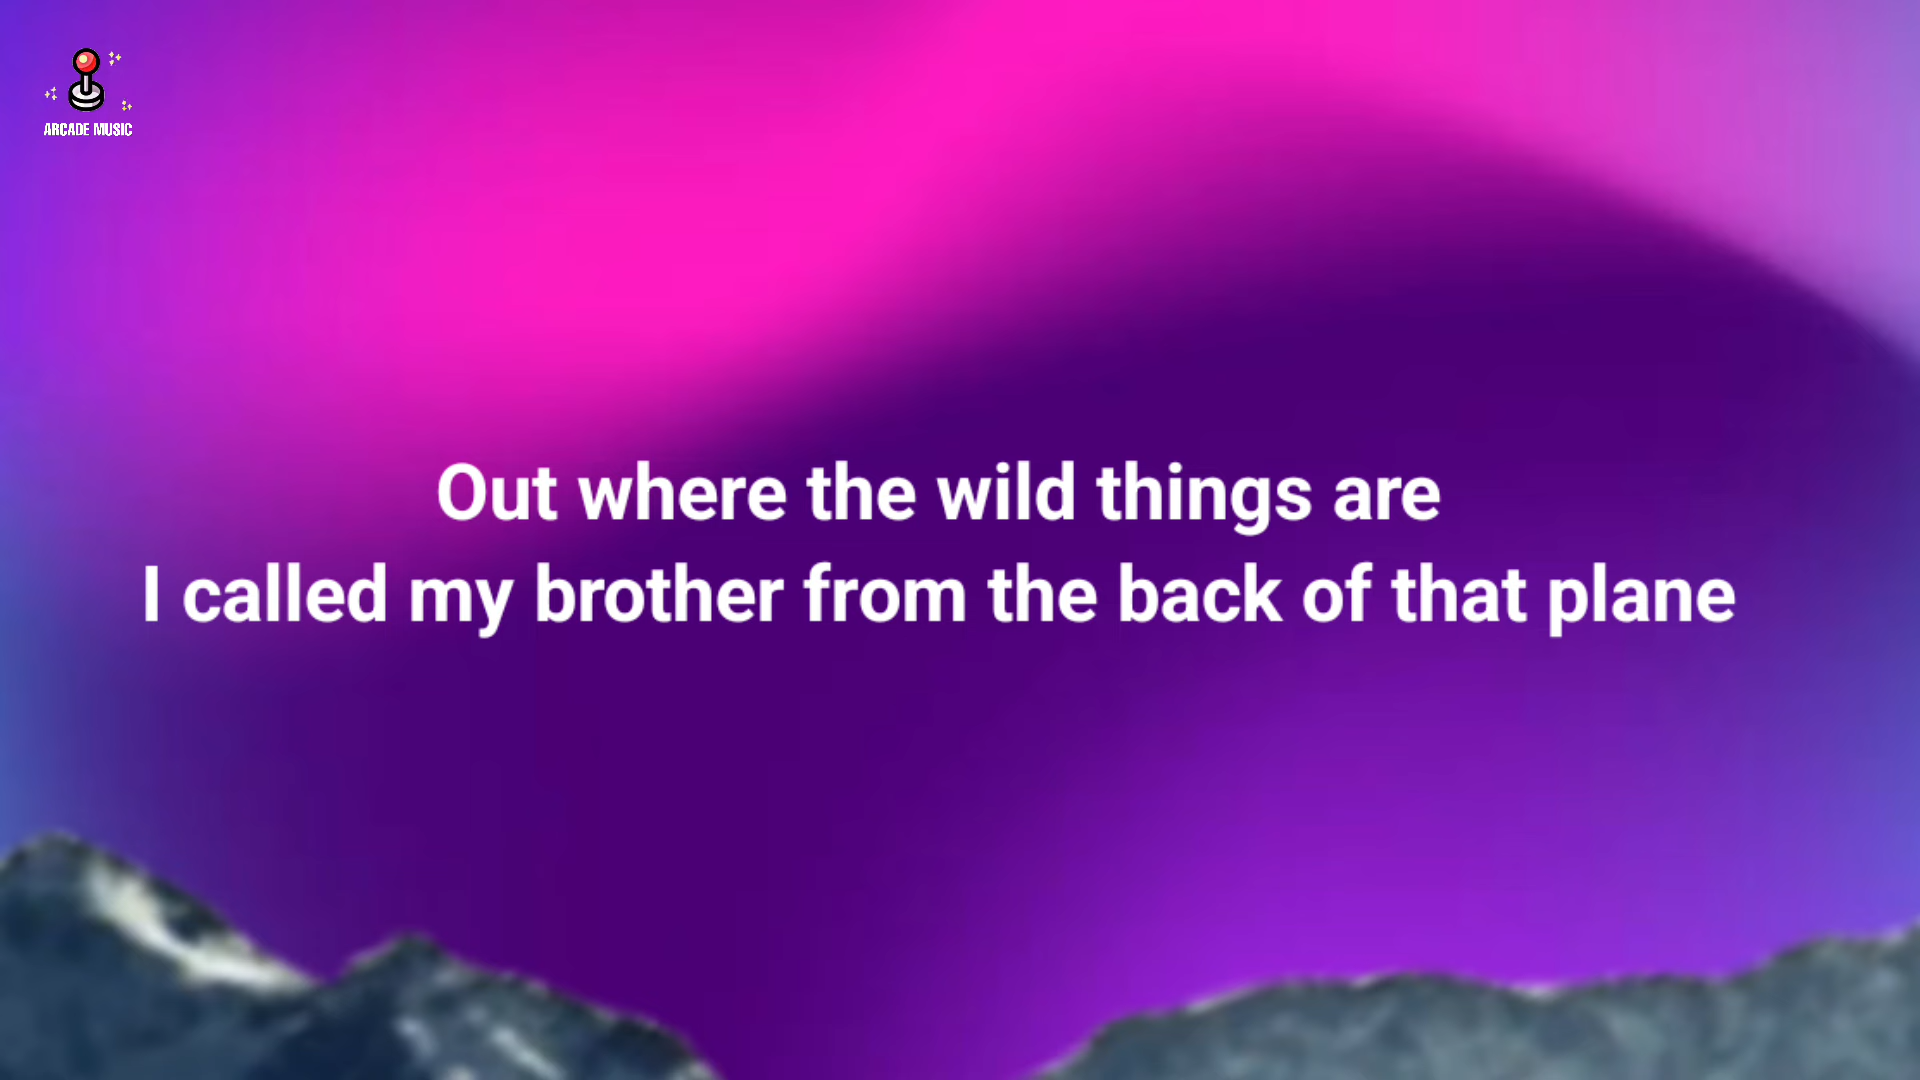 ARCADE MUSIC
Out where the wild things are
I called my brother from the back of that plane